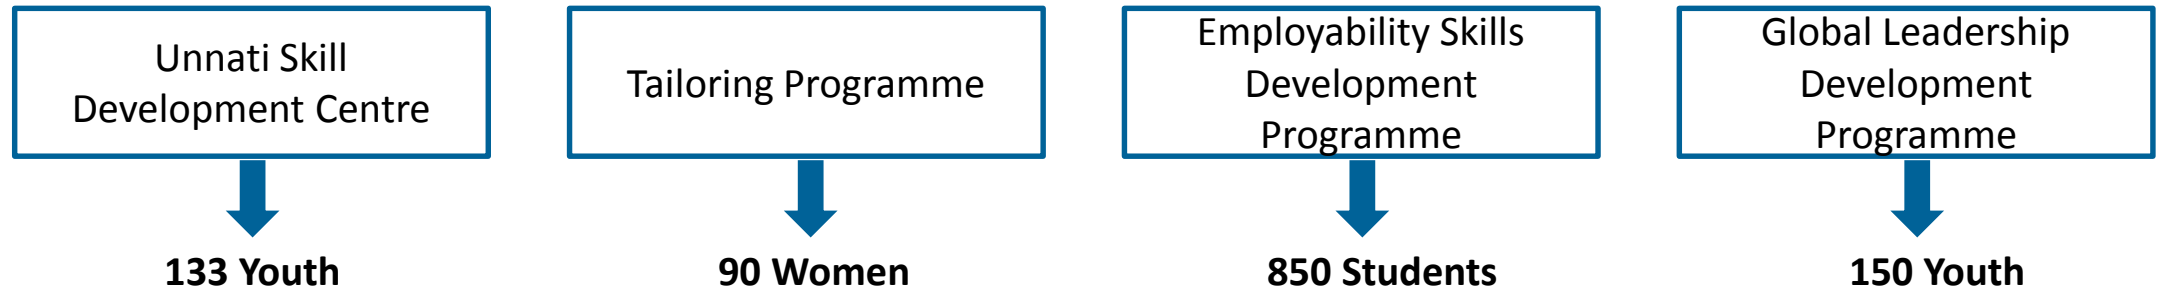 Unnati Skill
Development Centre
Tailoring Programme
Employability Skills
Development
Programme
Global Leadership
Development
Programme
133 Youth
90 Women
850 Students
150 Youth